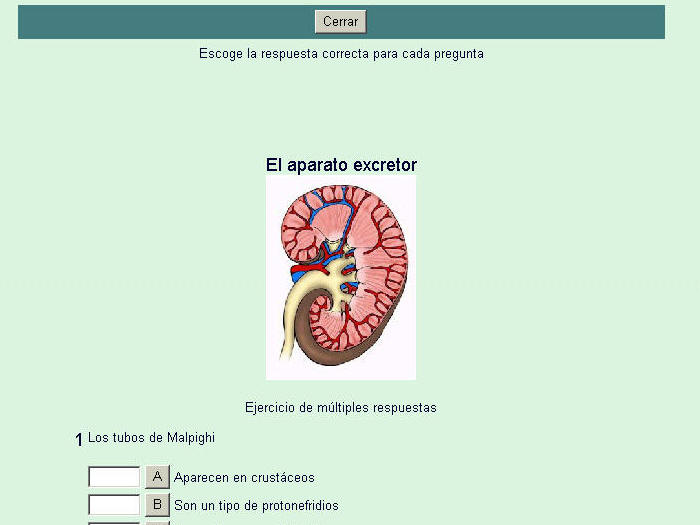 Cerrar
Escoge la respuesta correcta para cada pregunta
El aparato excretor
Ejercicio de múltiples respuestas
1 Los tubos de Malpighi
A Aparecen en crustáceos
B Son un tipo de protonefridios